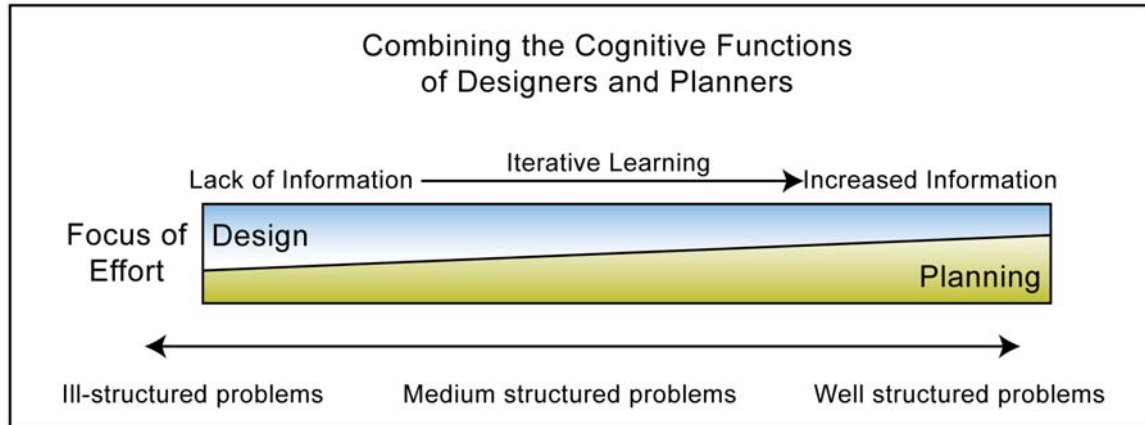 Combining the Cognitive Functions
of Designers and Planners
Iterative Learning
Lack of Information
Increased Information
Focus of
Effort
Design
Planning
Ill-structured problems
Medium structured problems
Well structured problems